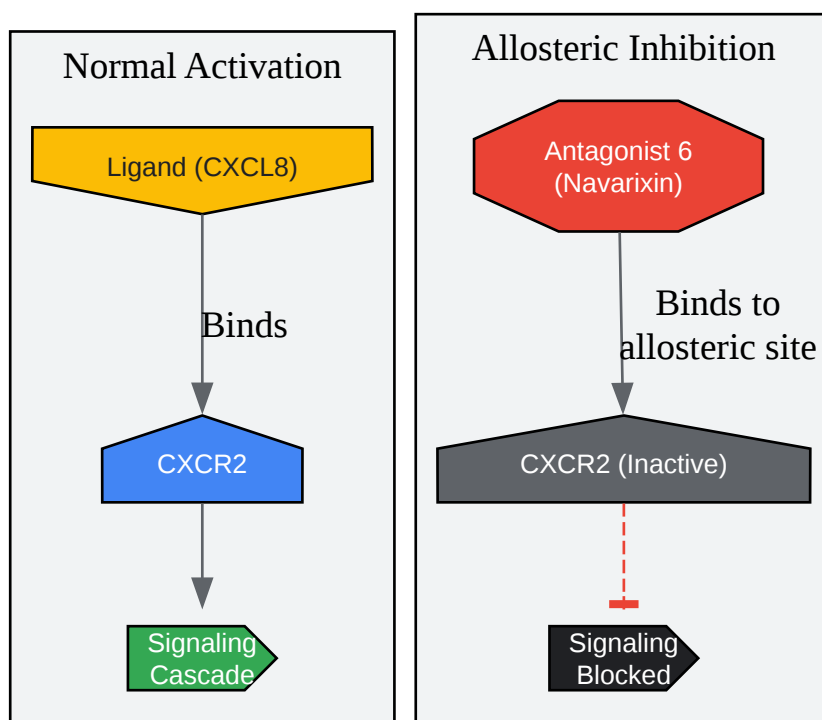 Normal Activation
Ligand (CXCL8)
Binds
CXCR2
Signaling
Cascade
Allosteric Inhibition
Antagonist 6
(Navarixin)
Binds to
allosteric site
CXCR2 (Inactive)
Signaling
Blocked